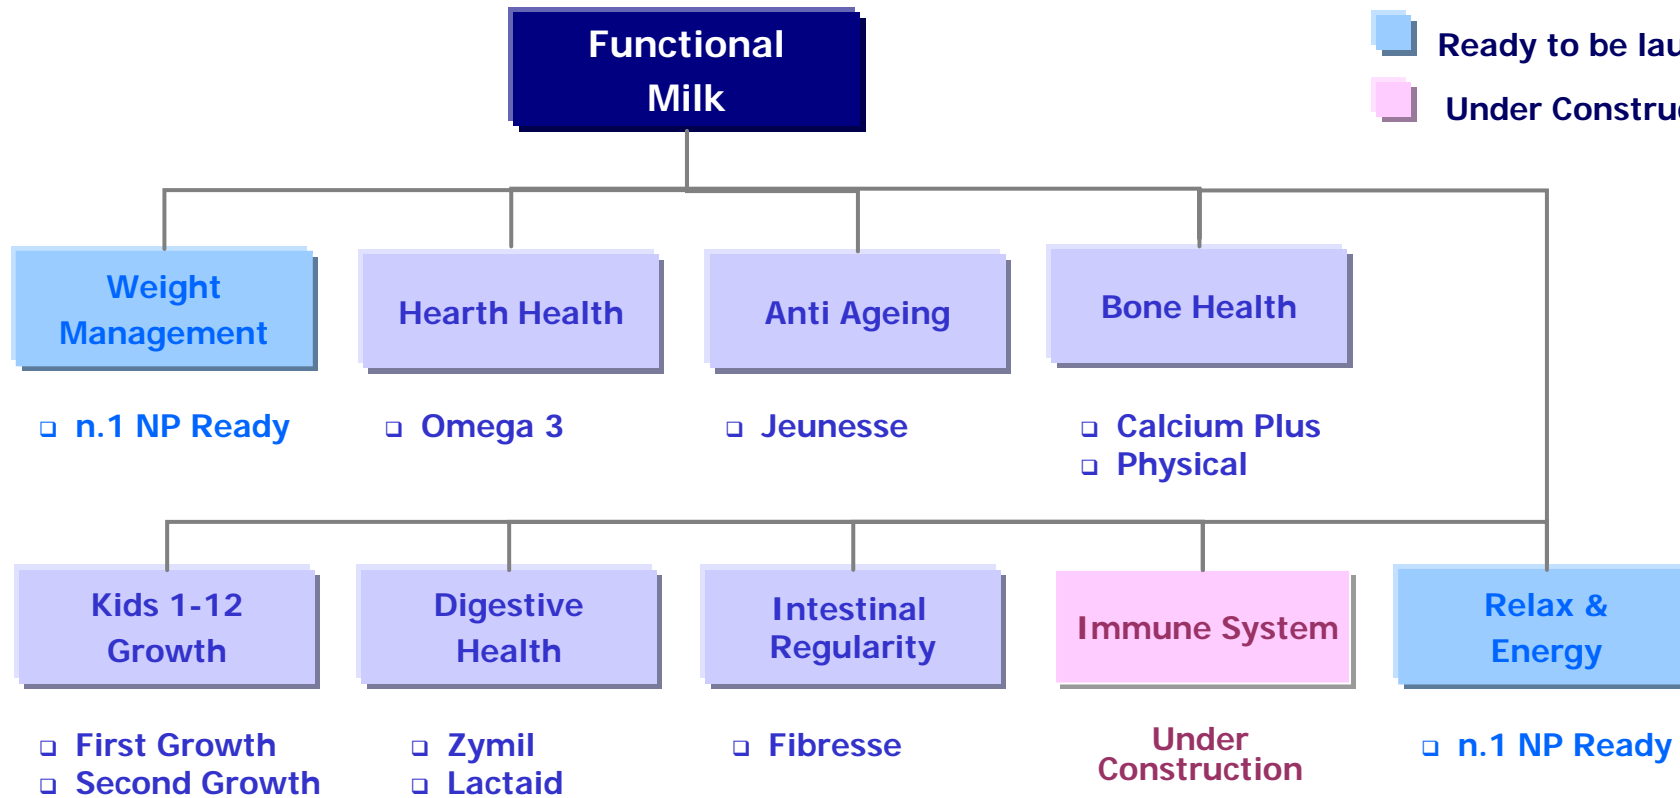 Functional
Milk
Ready to be
Under
Weight
Management
Hearth Health
Anti Ageing
Bone Health
n.1 NP Ready
Omega 3
Jeunesse
Calcium Plus
Physical
Kids 1-12
Growth
Digestive
Health
Intestinal
Regularity
Immune System
Relax &
Energy
First Growth
Second Growth
Zymil
Lactaid
Fibresse
Under
Construction
n.1 NP Ready